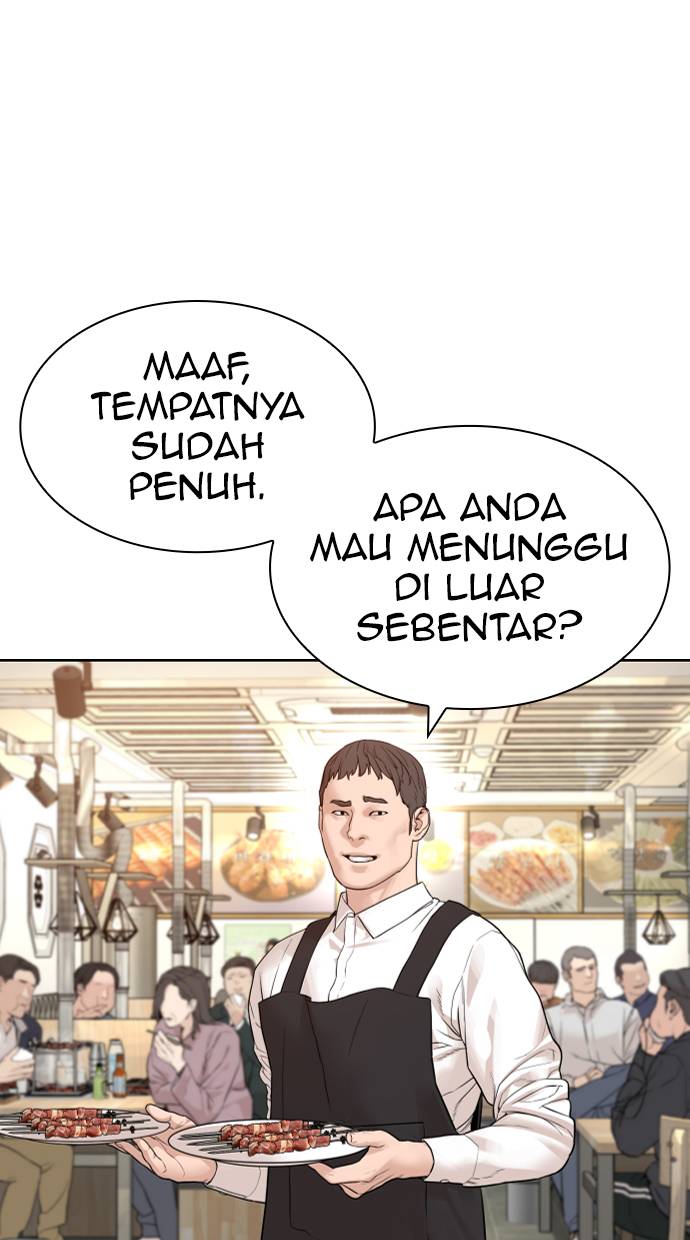 MAAF,
TEMPATNYA
SUDAH
PENUH.
APA ANDA
MAU MENUNGGU
DI LUAR
SEBENTAR?